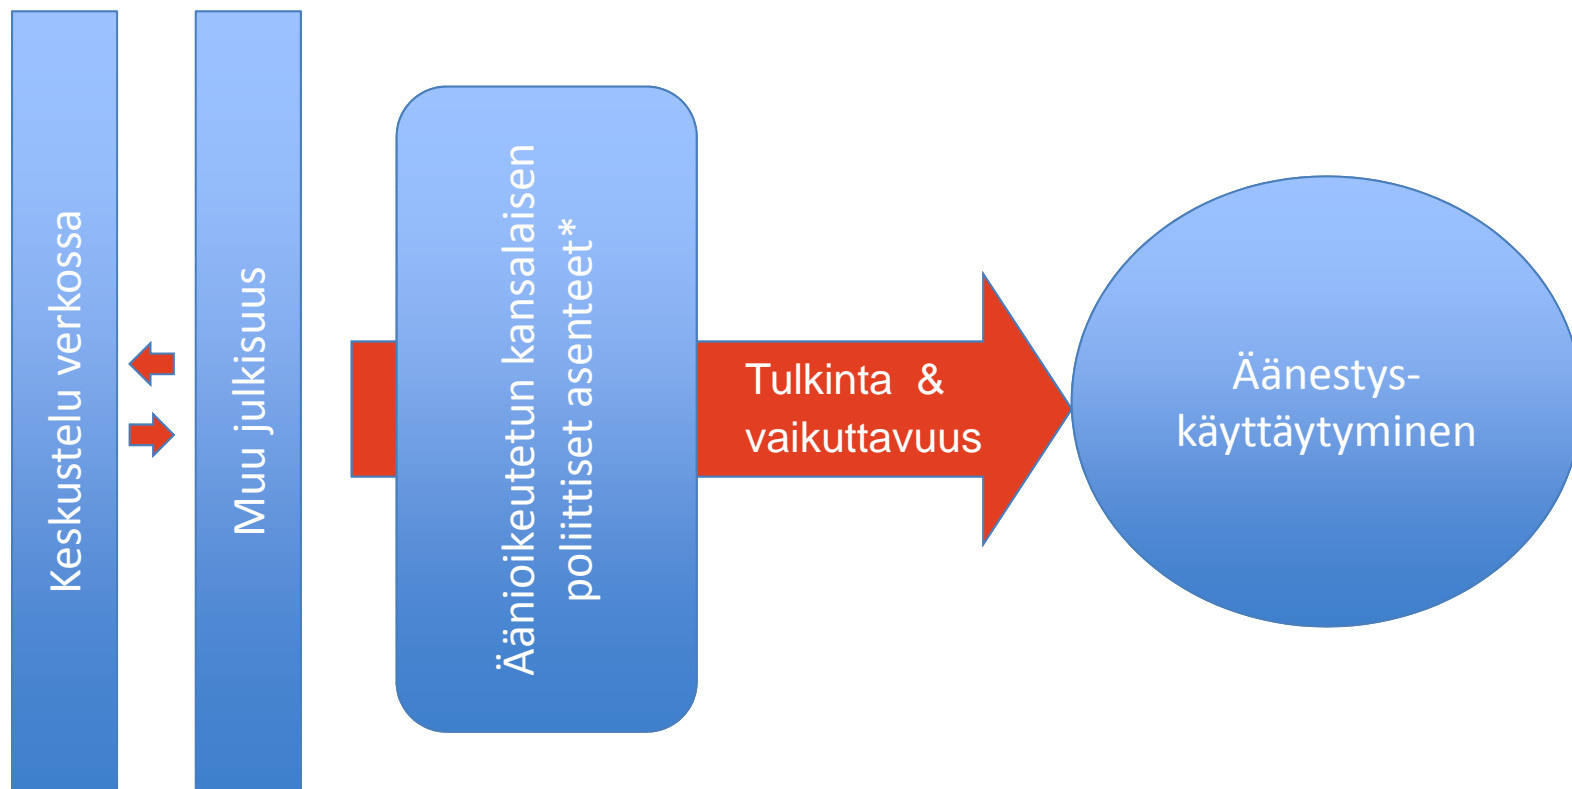 Keskustelu verkossa
Muu julkisuus
Äänioikeutetun kansalaisen
poliittiset asenteet*
Tulkinta &
vaikuttavuus
Äänestys-
käyttäytyminen